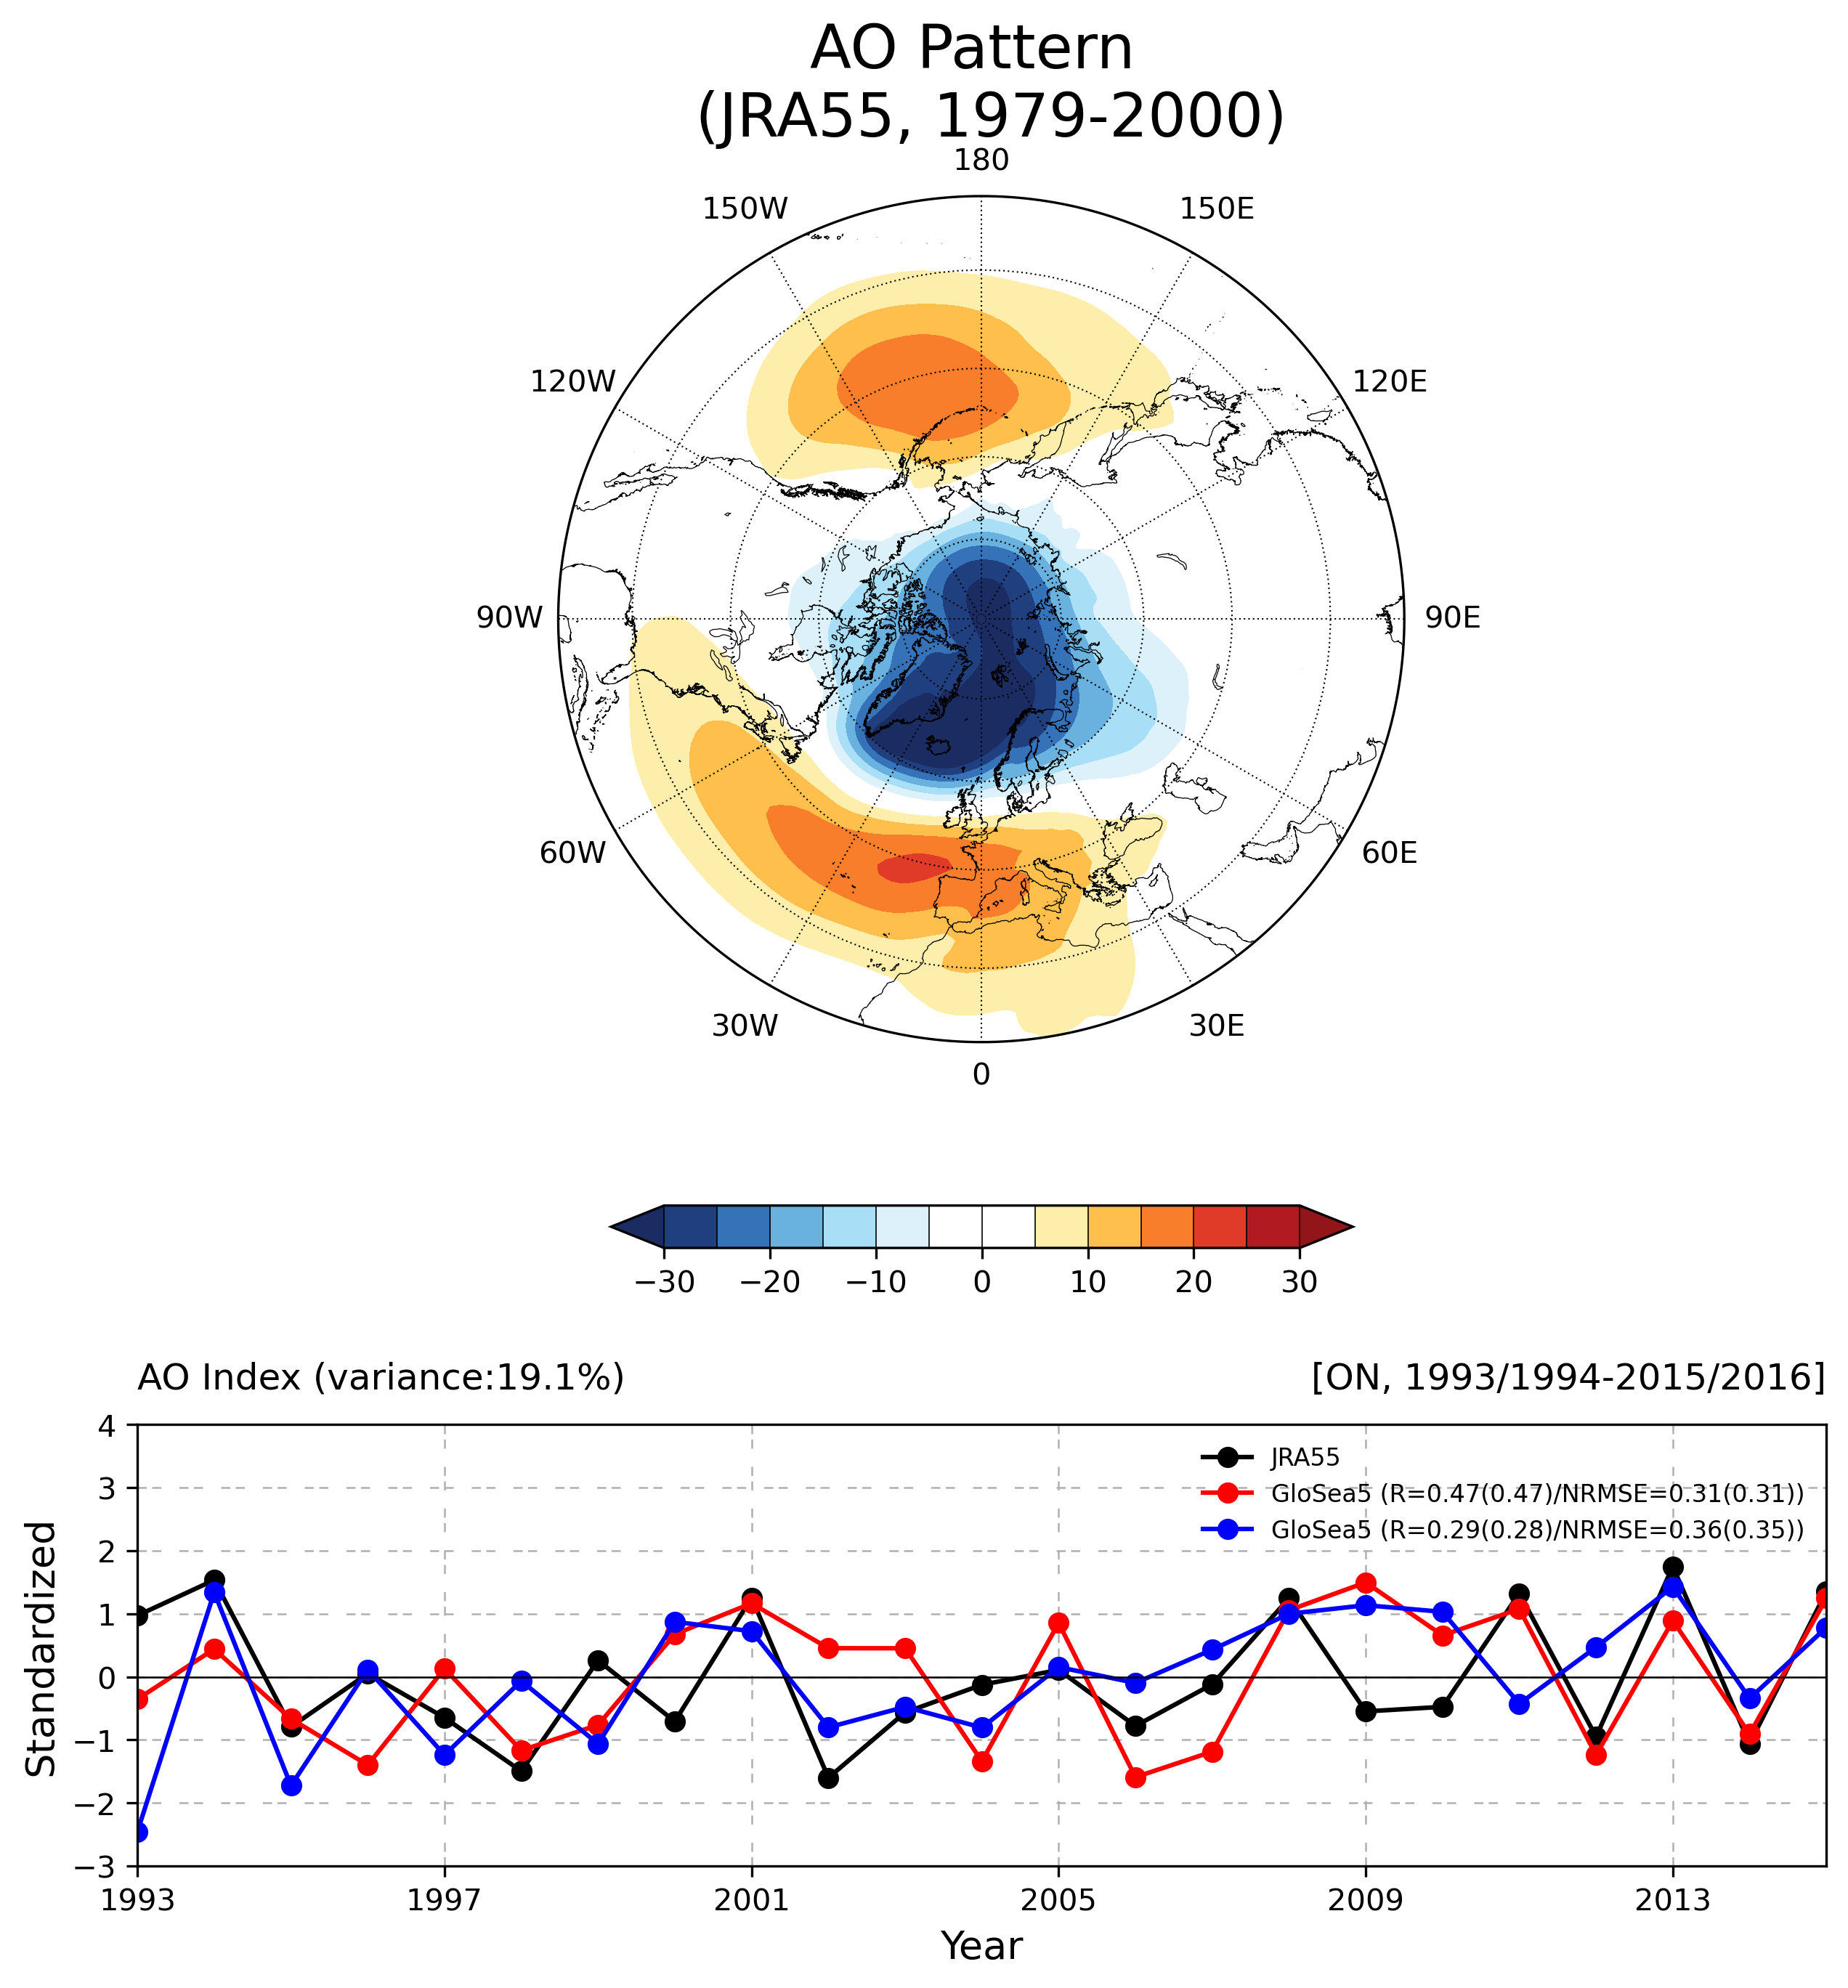 AO Pattern
(JRA55, 1979-2000)
180
150W
150E
120W
120E
90W
90E
60W
60E
30W
30E
0
−30
−20
−10
0
10
20
30
AO Index (variance:19.1%)
[ON, 1993/1994-2015/2016]
4
3
2
1
0
−1
−2
−3
Standardized
JRA55
GloSea5 (R=0.47(0.47)/NRMSE=0.31(0.31))
GloSea5 (R=0.29(0.28)/NRMSE=0.36(0.35))
1993
1997
2001
2005
2009
2013
Year